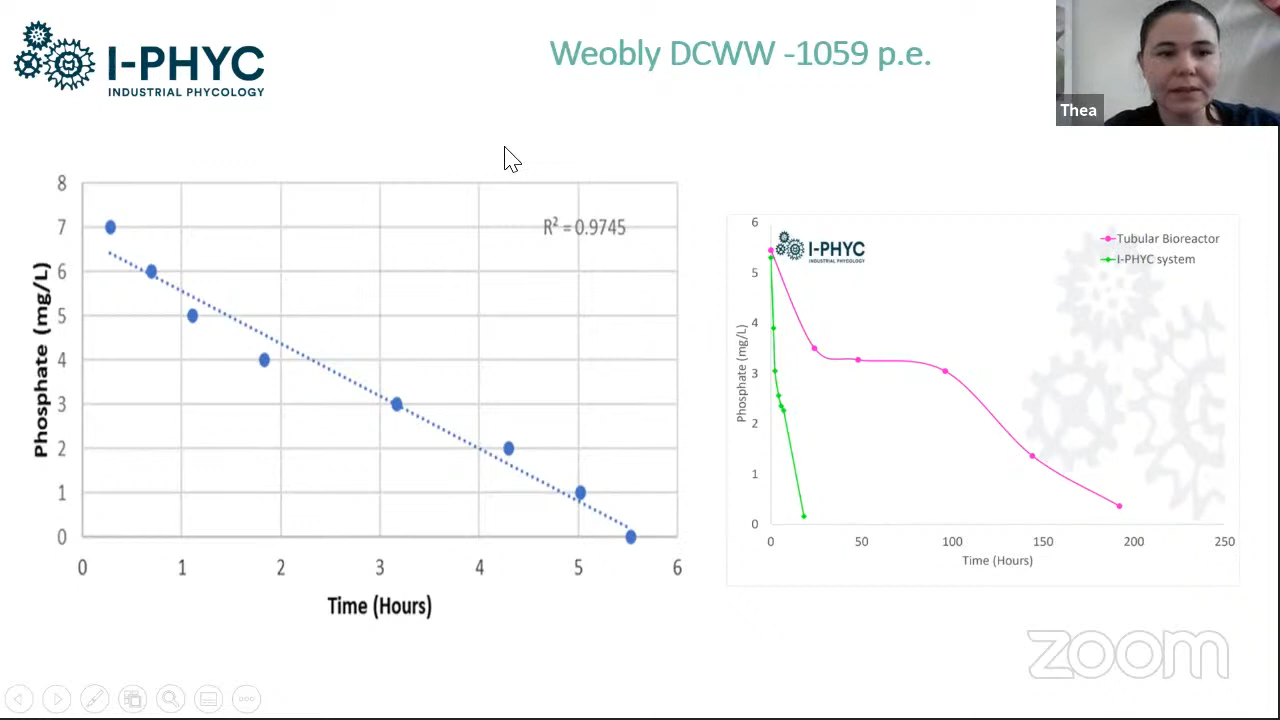 I-PHYC
INDUSTRIAL PHYCOLOGY
Weobly DCWW -1059 p.e.
Thea
8
7
6
5
4
3
2
1
0
Phosphate (mg/L)
R² = 0.9745
0 1 2 3 4 5 6
Time (Hours)
6
5
4
3
2
1
0
Phosphate (mg/L)
I-PHYC
INDUSTRIAL PHYCOLOGY
Tubular Bioreactor
I-PHYC system
0 50 100 150 200 250
Time (Hours)
zoom